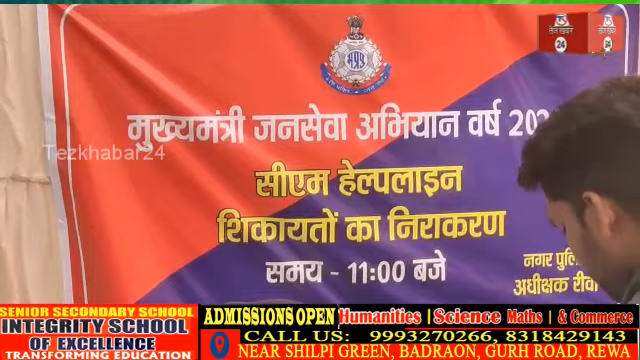 मुख्यमंत्री जनसेवा अभियान वर्ष
Tezkhabar24
सीएम हेल्पलाइन
शिकायतों का निराकरण
समय - 11:00 बजे
नगर
अधीक्षक
SENIOR SECONDARY SCHOOL
INTEGRITY SCHOOL
OF EXCELLENCE
TRANSFORMING EDUCATION
ADMISSIONS OPEN Humanities | Science Maths | & Commerce
CALL US: 9993270266, 8318429143
NEAR SHILPI GREEN, BADRAON, GURH ROAD, REWA